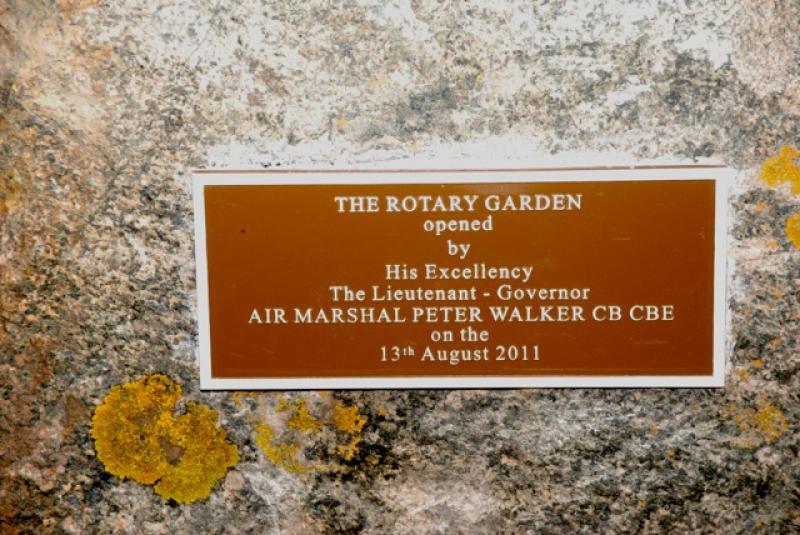 THE ROTARY GARDEN
opened
by
His Excellency
The Lieutenant - Governor
AIR MARSHAL PETER WALKER CB CBE
on the
13th August 2011